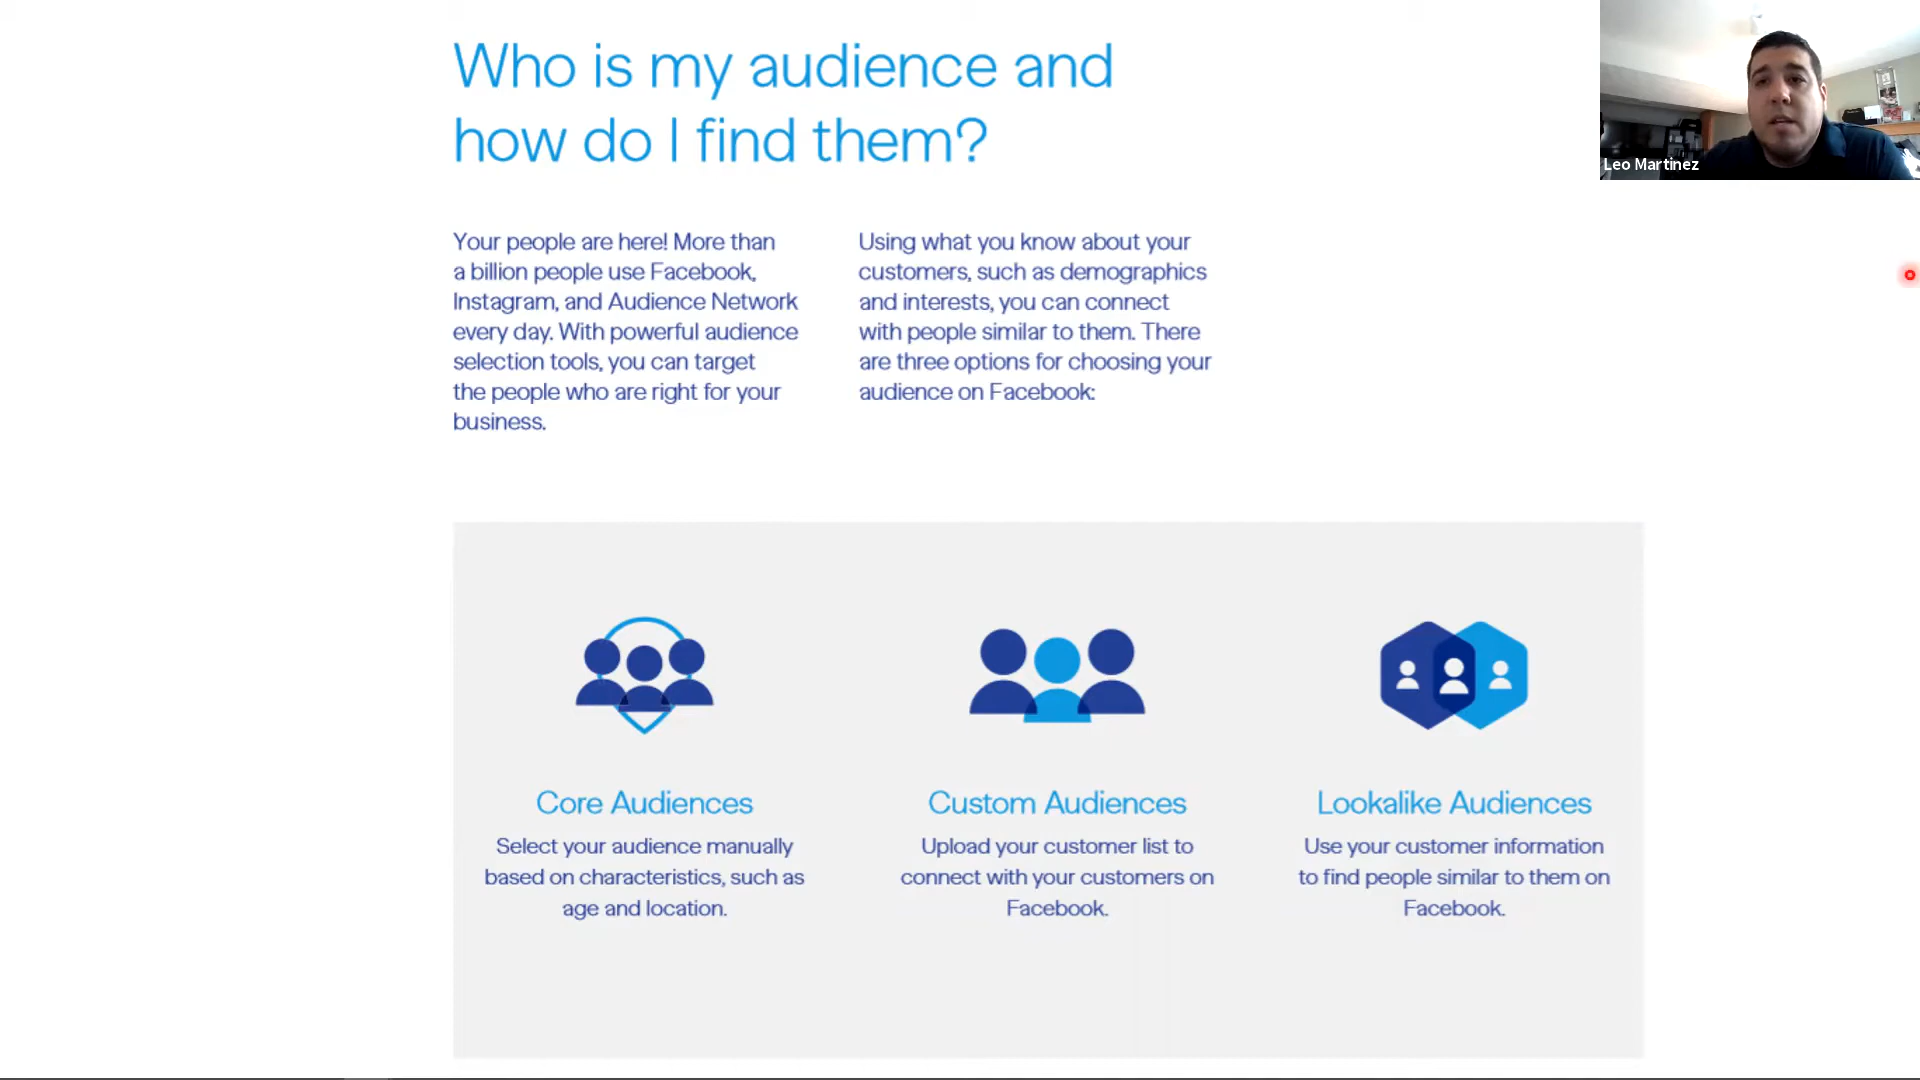 Who is my audience and
how do I find them?
Leo Martinez
Your people are here! More than
a billion people use Facebook,
Instagram, and Audience Network
every day. With powerful audience
selection tools, you can target
the people who are right for your
business.
Using what you know about your
customers, such as demographics
and interests, you can connect
with people similar to them. There
are three options for choosing your
audience on Facebook:
Core Audiences
Select your audience manually
based on characteristics, such as
age and location.
Custom Audiences
Upload your customer list to
connect with your customers on
Facebook.
Lookalike Audiences
Use your customer information
to find people similar to them on
Facebook.